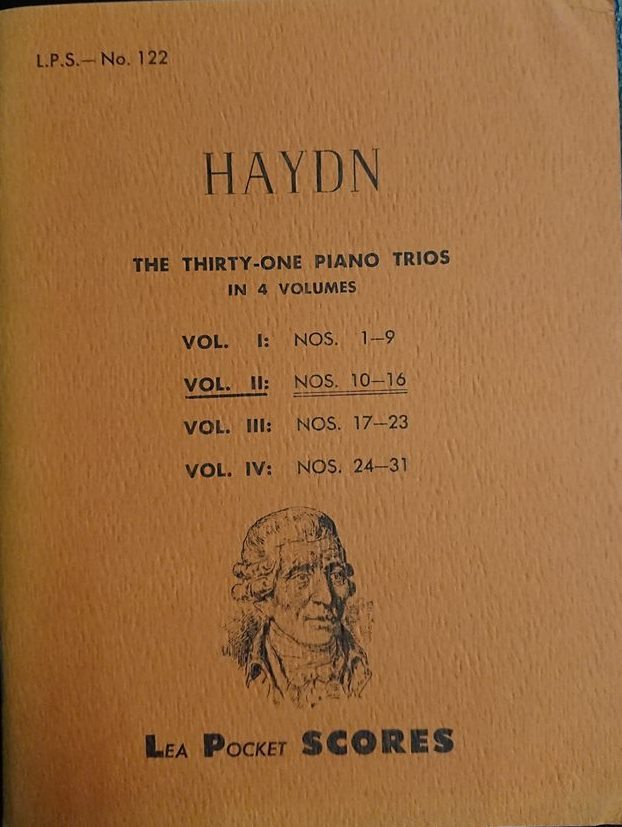 L.P.S.— No. 122
HAYDN
THE THIRTY-ONE PIANO TRIOS
IN 4 VOLUMES
VOL. I: NOS. 1—9
VOL. II: NOS. 10—16
VOL. III: NOS. 17—23
VOL. IV: NOS. 24—31
LEA POCKET SCORES